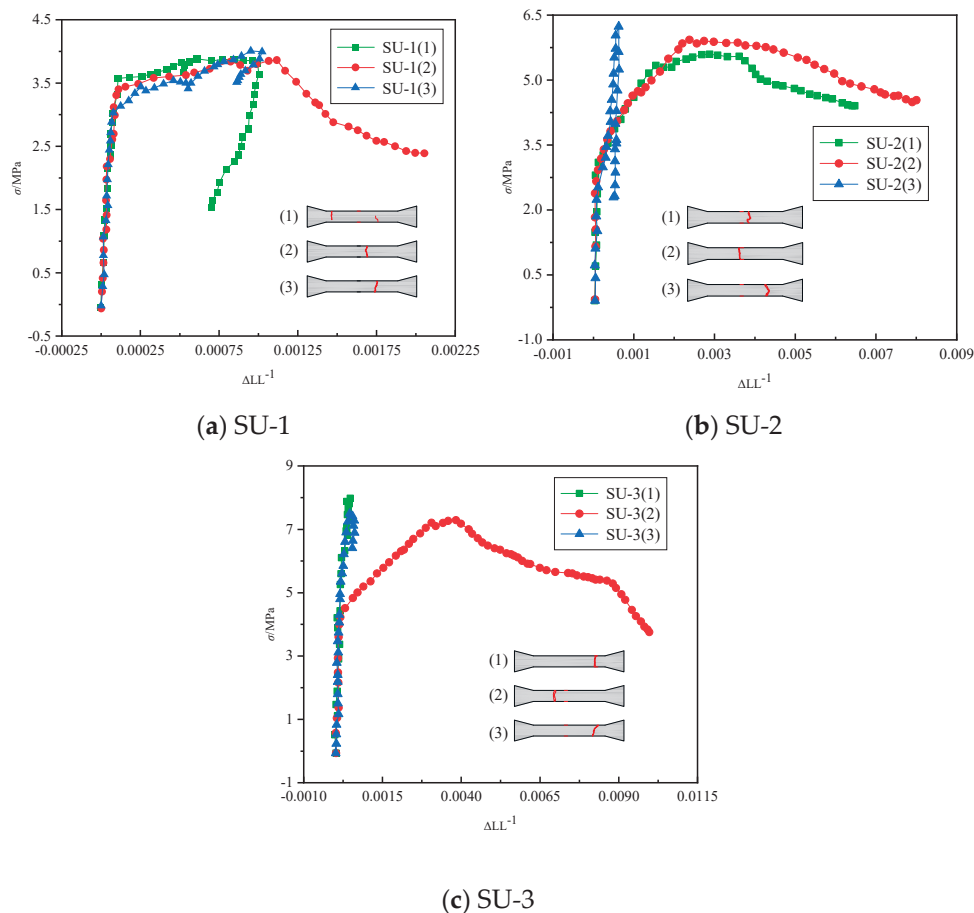 4.5
3.5
2.5
1.5
0.5
-0.5
σ/MPa
SU-1(1)
SU-1(2)
SU-1(3)
(1)
(2)
(3)
-0.00025 0.00025 0.00075 0.00125 0.00175 0.00225
ΔLL⁻¹
(a) SU-1
6.5
5.0
3.5
2.0
0.5
-1.0
σ/MPa
SU-2(1)
SU-2(2)
SU-2(3)
(1)
(2)
(3)
-0.001 0.001 0.003 0.005 0.007 0.009
ΔLL⁻¹
(b) SU-2
9
7
5
3
1
-1
σ/MPa
SU-3(1)
SU-3(2)
SU-3(3)
(1)
(2)
(3)
-0.0010 0.0015 0.0040 0.0065 0.0090 0.0115
ΔLL⁻¹
(c) SU-3